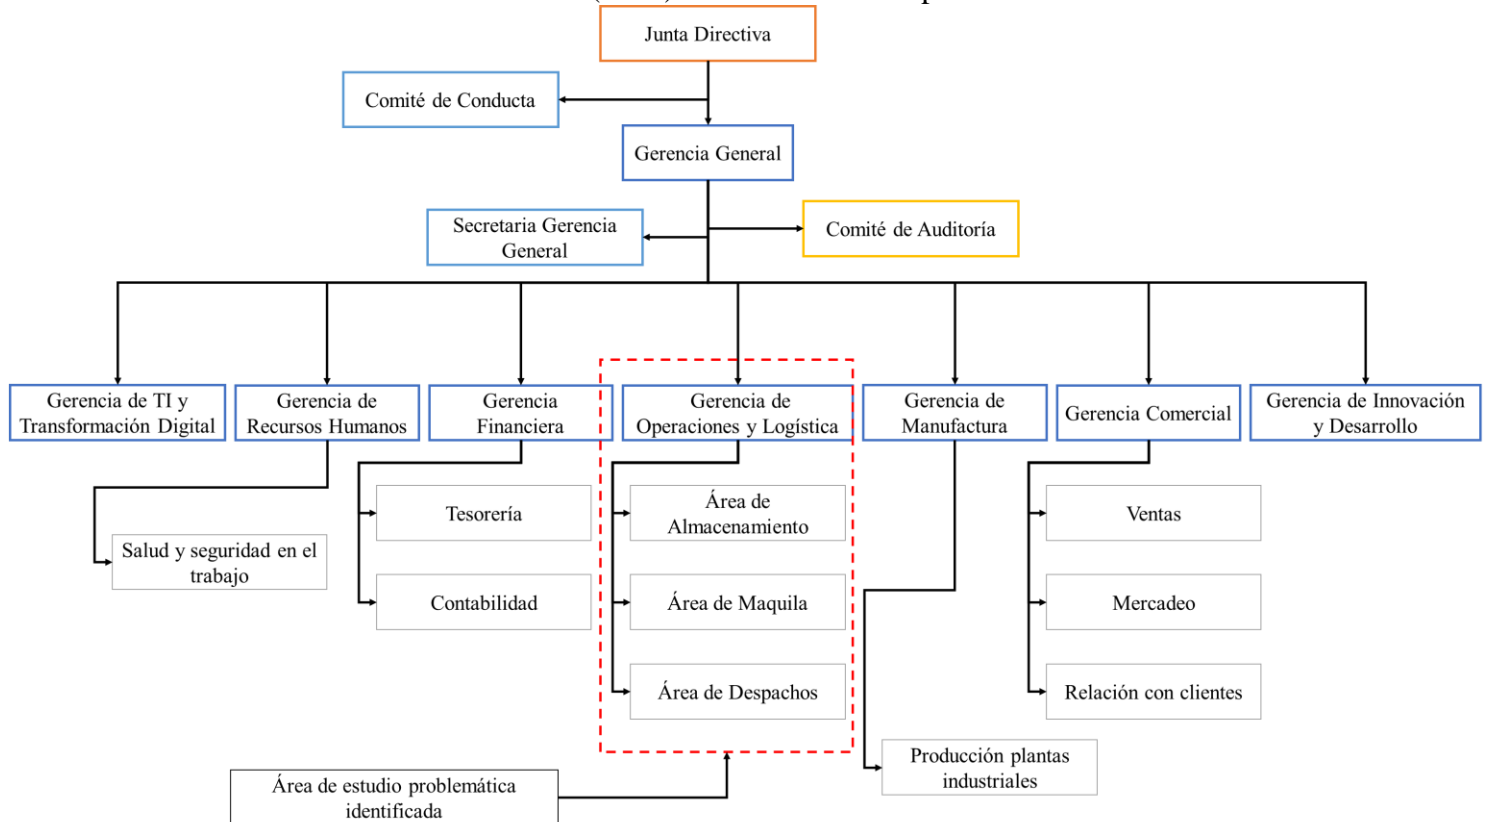 Junta Directiva
Comité de Conducta
Gerencia General
Secretaria Gerencia
General
Comité de Auditoría
Gerencia de TI y
Transformación Digital
Gerencia de
Recursos Humanos
Gerencia
Financiera
Gerencia de
Operaciones y Logística
Gerencia de
Manufactura
Gerencia Comercial
Gerencia de Innovación
y Desarrollo
Salud y seguridad en el
trabajo
Tesorería
Contabilidad
Área de
Almacenamiento
Área de Maquila
Área de Despachos
Producción plantas
industriales
Ventas
Mercadeo
Relación con clientes
Área de estudio problemática
identificada